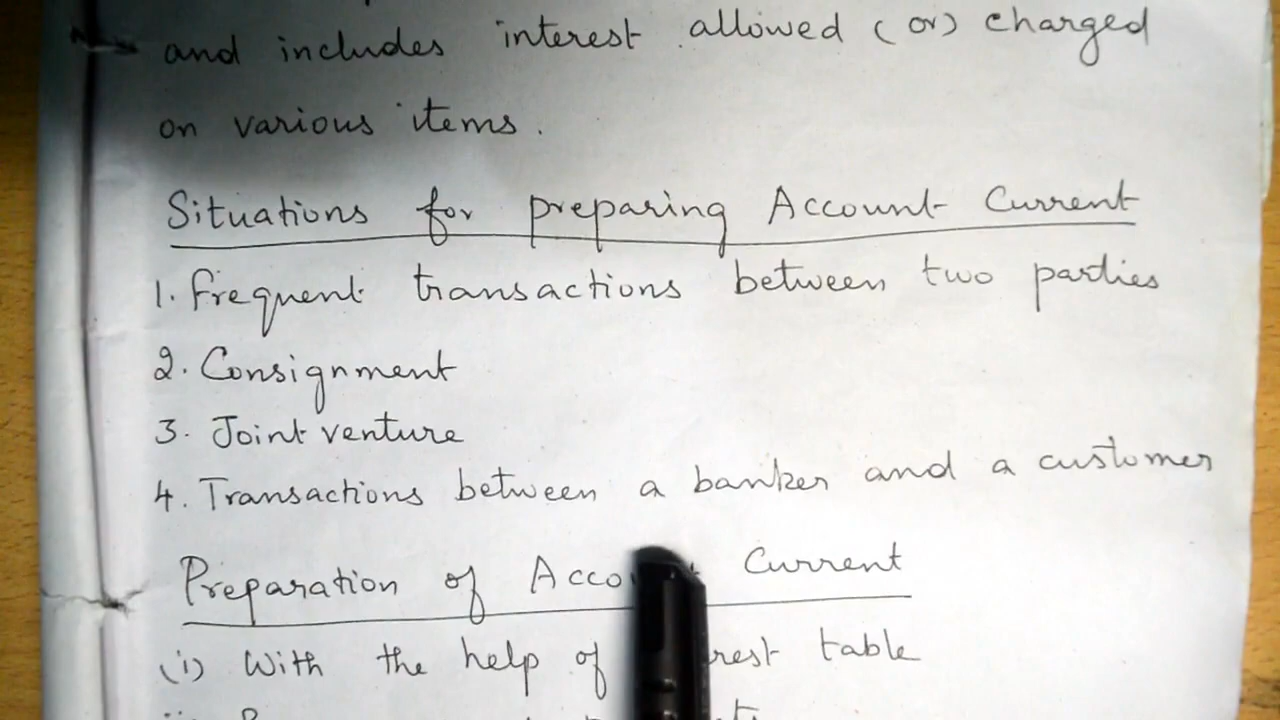 and includes interest allowed (or) charged
on various items.
Situations for preparing Account Current
1. Frequent transactions between two parties
2. Consignment
3. Joint venture
4. Transactions between a banker and a customer
Preparation of Current
(i) With the help of table